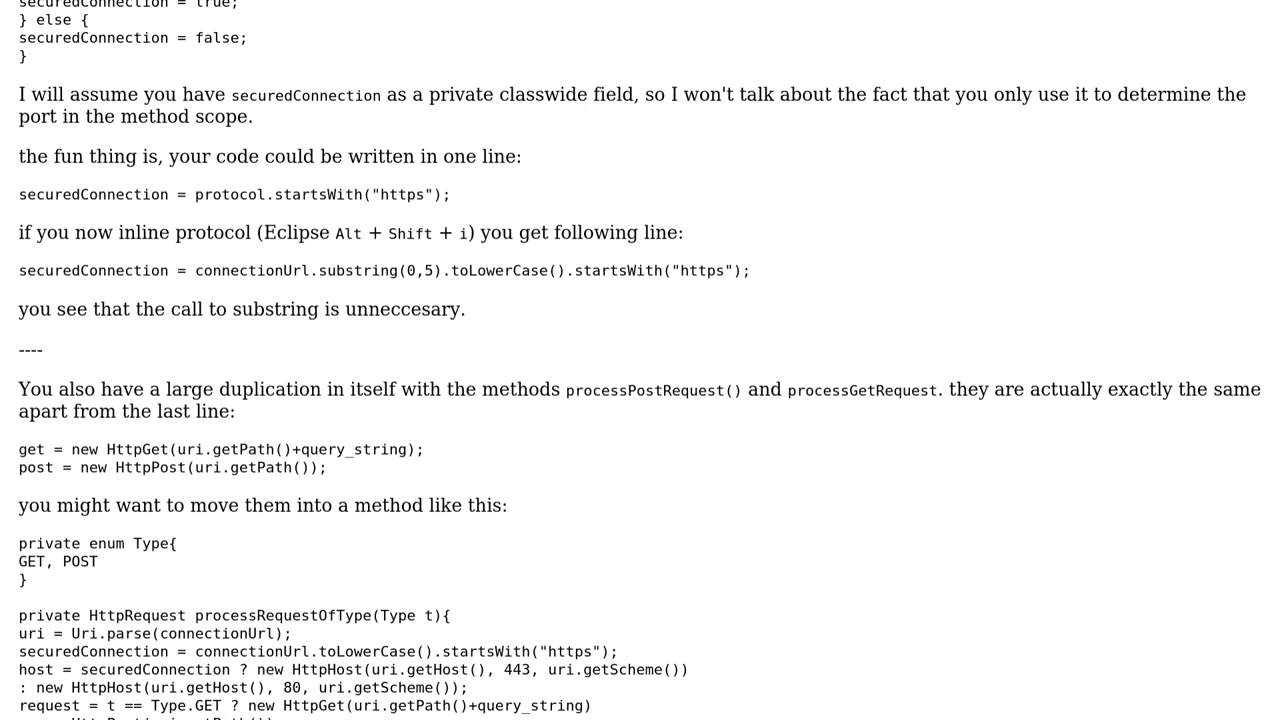 securedConnection = true;
} else {
securedConnection = false;
}
I will assume you have securedConnection as a private classwide field, so I won't talk about the fact that you only use it to determine the
port in the method scope.
the fun thing is, your code could be written in one line:
securedConnection = protocol.startsWith("https");
if you now inline protocol (Eclipse Alt + Shift + i) you get following line:
securedConnection = connectionUrl.substring(0,5).toLowerCase().startsWith("https");
you see that the call to substring is unneccesary.
----
You also have a large duplication in itself with the methods processPostRequest() and processGetRequest. they are actually exactly the same
apart from the last line:
get = new HttpGet(uri.getPath()+query_string);
post = new HttpPost(uri.getPath());
you might want to move them into a method like this:
private enum Type{
GET, POST
}
private HttpRequest processRequestOfType(Type t){
uri = Uri.parse(connectionUrl);
securedConnection = connectionUrl.toLowerCase().startsWith("https");
host = securedConnection ? new HttpHost(uri.getHost(), 443, uri.getScheme())
: new HttpHost(uri.getHost(), 80, uri.getScheme());
request = t == Type.GET ? new HttpGet(uri.getPath()+query_string)